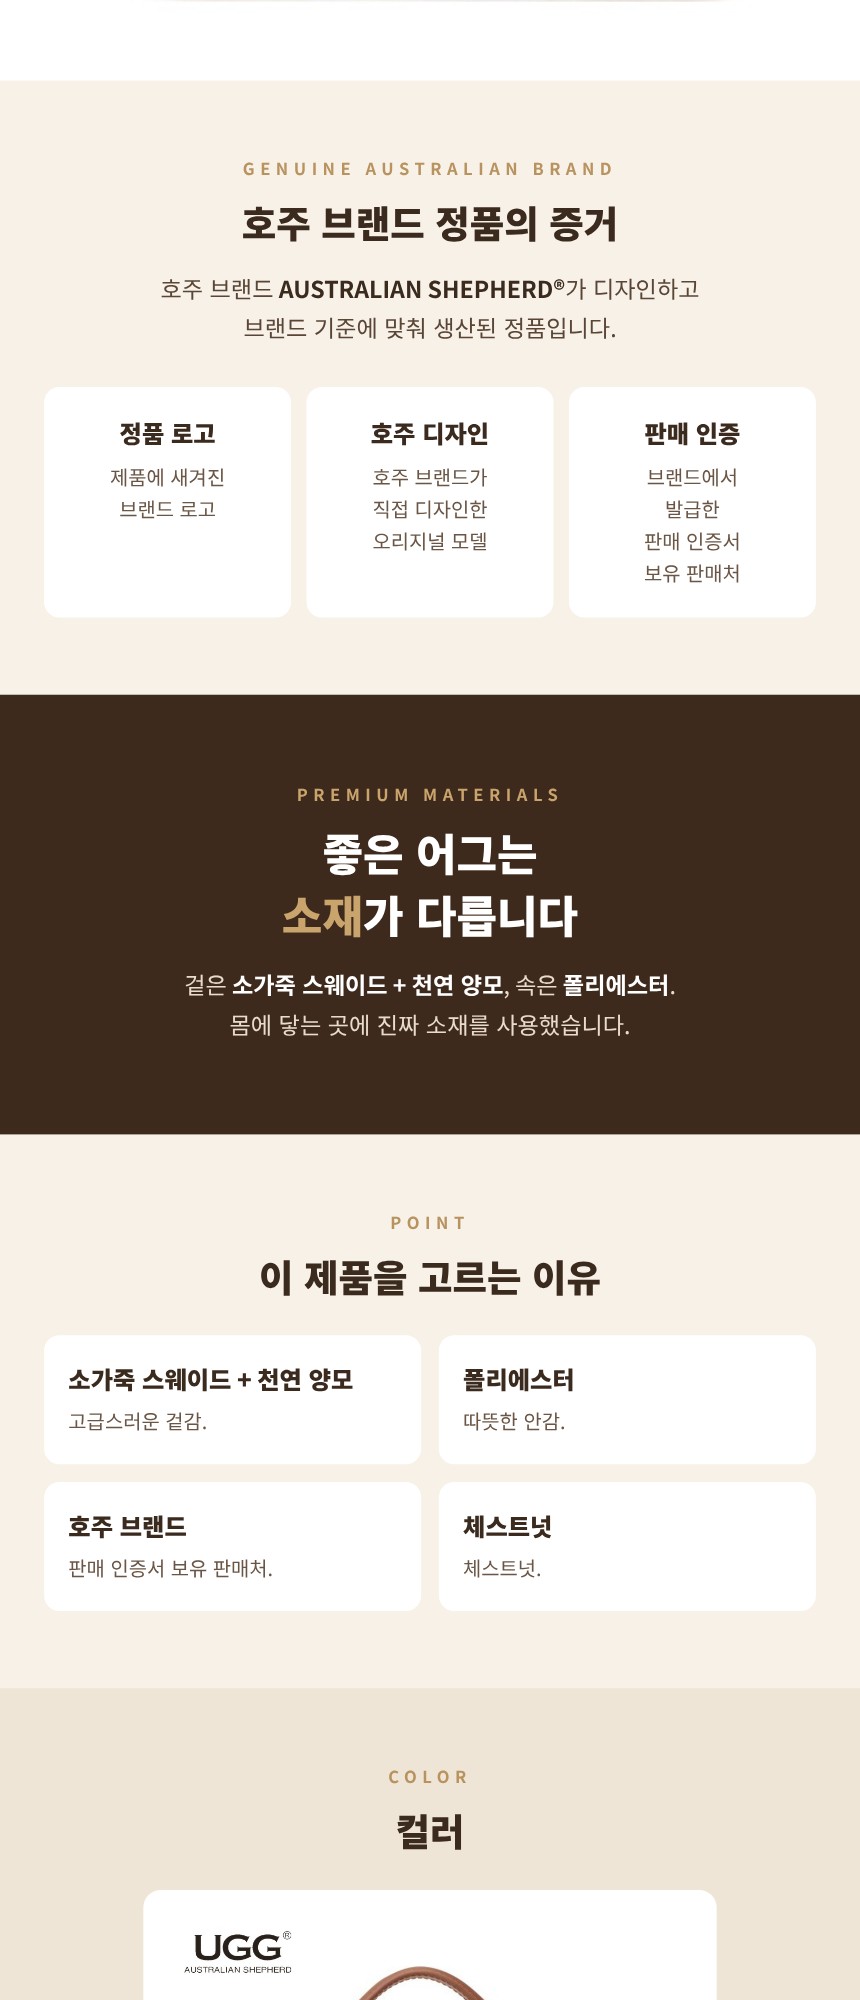 GENUINE AUSTRALIAN BRAND
호주 브랜드 정품의 증거
호주 브랜드 AUSTRALIAN SHEPHERD®가 디자인하고
브랜드 기준에 맞춰 생산된 정품입니다.
정품 로고
제품에 새겨진
브랜드 로고
호주 디자인
호주 브랜드가
직접 디자인한
오리지널 모델
판매 인증
브랜드에서
발급한
판매 인증서
보유 판매처
PREMIUM MATERIALS
좋은 어그는
소재가 다릅니다
겉은 소가죽 스웨이드 + 천연 양모, 속은 폴리에스터.
몸에 닿는 곳에 진짜 소재를 사용했습니다.
POINT
이 제품을 고르는 이유
소가죽 스웨이드 + 천연 양모
고급스러운 겉감.
폴리에스터
따뜻한 안감.
호주 브랜드
판매 인증서 보유 판매처.
체스트넛
체스트넛.
COLOR
컬러
UGG®
AUSTRALIAN SHEPHERD